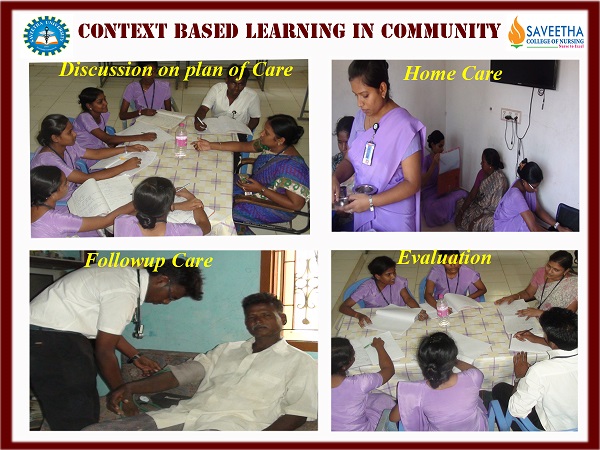 CONTEXT BASED LEARNING IN COMMUNITY
SAVEETHA
COLLEGE OF NURSING
Discussion on plan of Care
Home Care
Followup Care
Evaluation